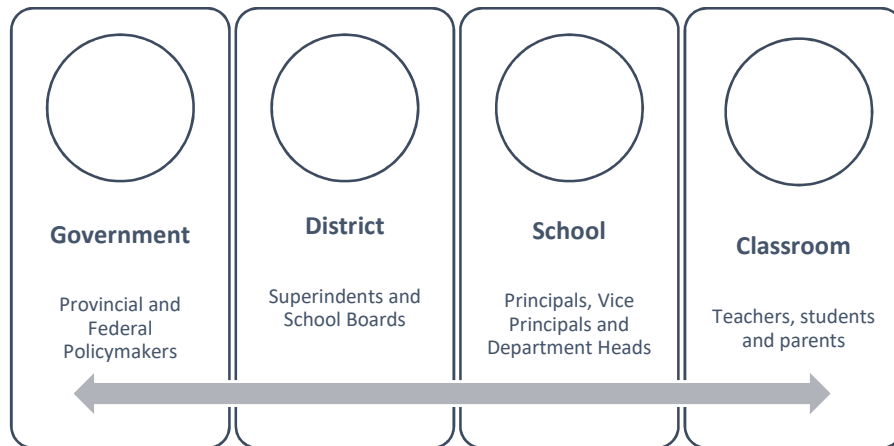 Government
Provincial and
Federal
Policymakers
District
Superindents and
School Boards
School
Principals, Vice
Principals and
Department Heads
Classroom
Teachers, students
and parents